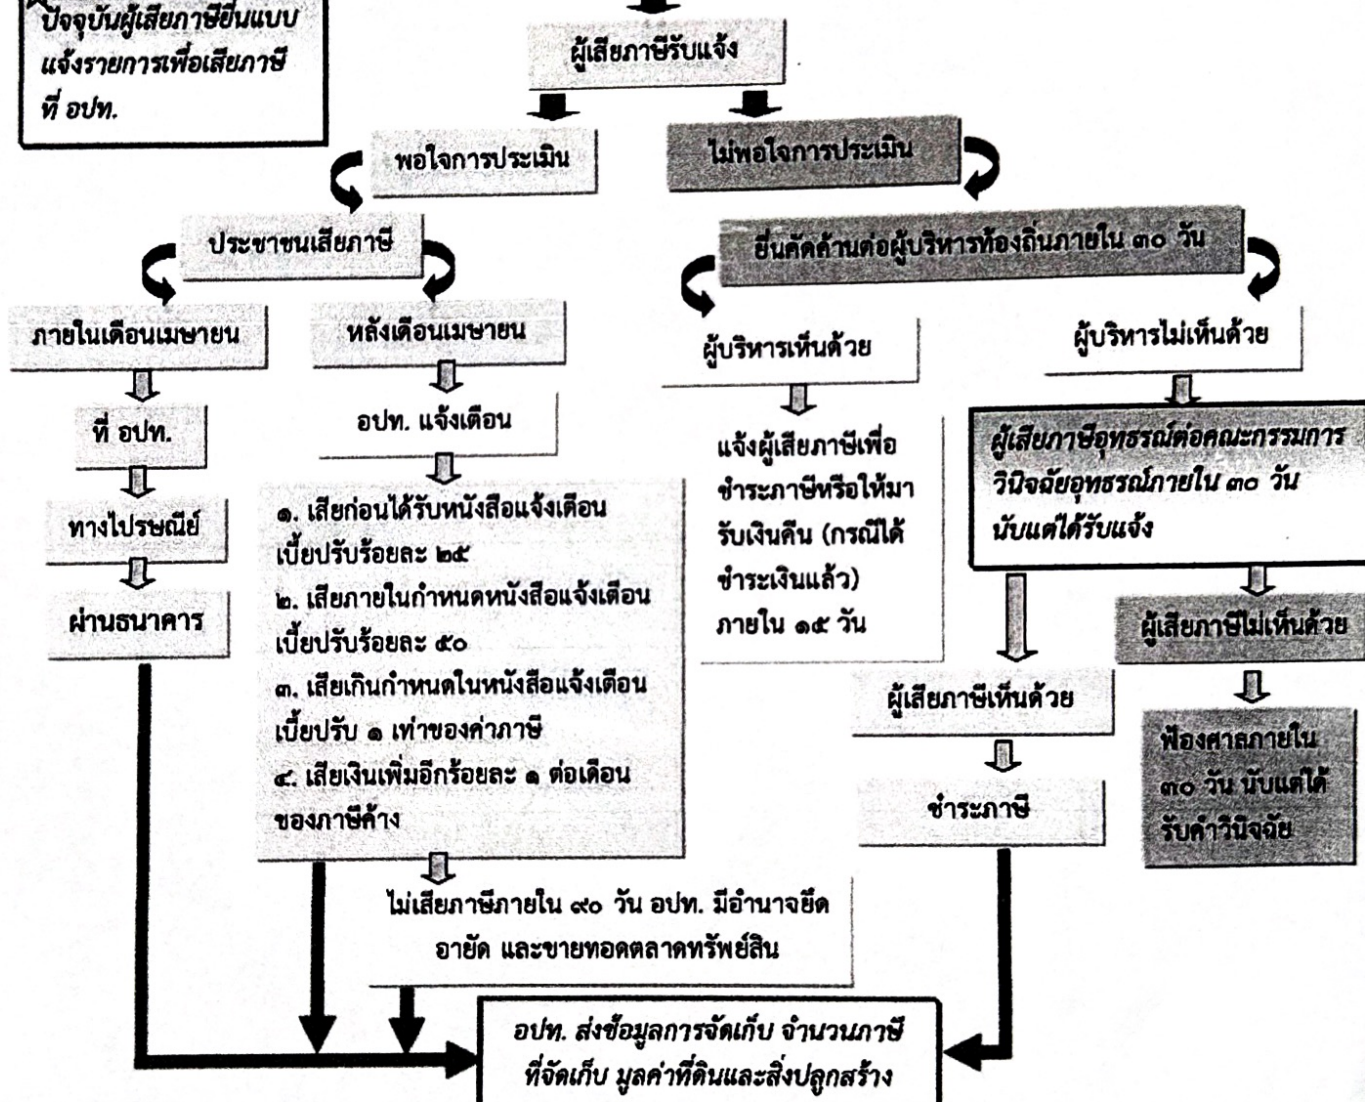 ปัจจุบันผู้เสียภาษียื่นแบบ
แจ้งรายการเพื่อเสียภาษี
ที่ อปท.
ผู้เสียภาษีรับแจ้ง
พอใจการประเมิน
ไม่พอใจการประเมิน
ประชาชนเสียภาษี
ยื่นคัดค้านต่อผู้บริหารท้องถิ่นภายใน ๓๐ วัน
ภายในเดือนเมษายน
หลังเดือนเมษายน
ผู้บริหารเห็นด้วย
ผู้บริหารไม่เห็นด้วย
ที่ อปท.
ทางไปรษณีย์
ผ่านธนาคาร
อปท. แจ้งเตือน
๑. เสียก่อนได้รับหนังสือแจ้งเตือน
เบี้ยปรับร้อยละ ๒๕
๒. เสียภายในกำหนดหนังสือแจ้งเตือน
เบี้ยปรับร้อยละ ๕๐
๓. เสียเกินกำหนดในหนังสือแจ้งเตือน
เบี้ยปรับ ๑ เท่าของค่าภาษี
๔. เสียเงินเพิ่มอีกร้อยละ ๑ ต่อเดือน
ของภาษีค้าง
ไม่เสียภาษีภายใน ๙๐ วัน อปท. มีอำนาจยึด
อายัด และขายทอดตลาดทรัพย์สิน
แจ้งผู้เสียภาษีเพื่อ
ชำระภาษีหรือให้มา
รับเงินคืน (กรณีได้
ชำระเงินแล้ว)
ภายใน ๑๕ วัน
ผู้เสียภาษีอุทธรณ์ต่อคณะกรรมการ
วินิจฉัยอุทธรณ์ภายใน ๓๐ วัน
นับแต่ได้รับแจ้ง
ผู้เสียภาษีเห็นด้วย
ชำระภาษี
ผู้เสียภาษีไม่เห็นด้วย
ฟ้องศาลภายใน
๓๐ วัน นับแต่ได้
รับคำวินิจฉัย
อปท. ส่งข้อมูลการจัดเก็บ จำนวนภาษี
ที่จัดเก็บ มูลค่าที่ดินและสิ่งปลูกสร้าง